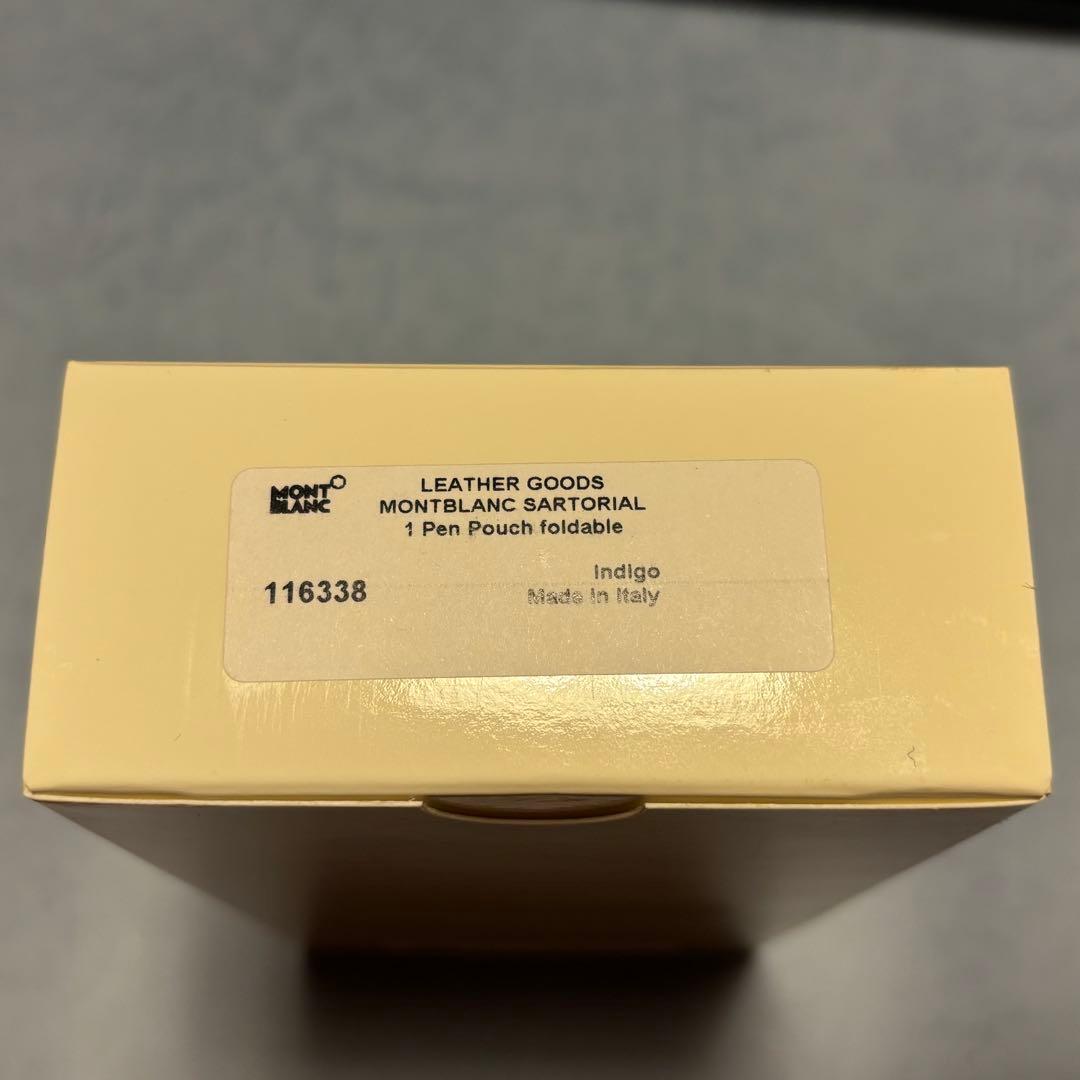 MONT
BLANC
LEATHER GOODS
MONTBLANC SARTORIAL
1 Pen Pouch foldable
Indigo
116338
Made in Italy